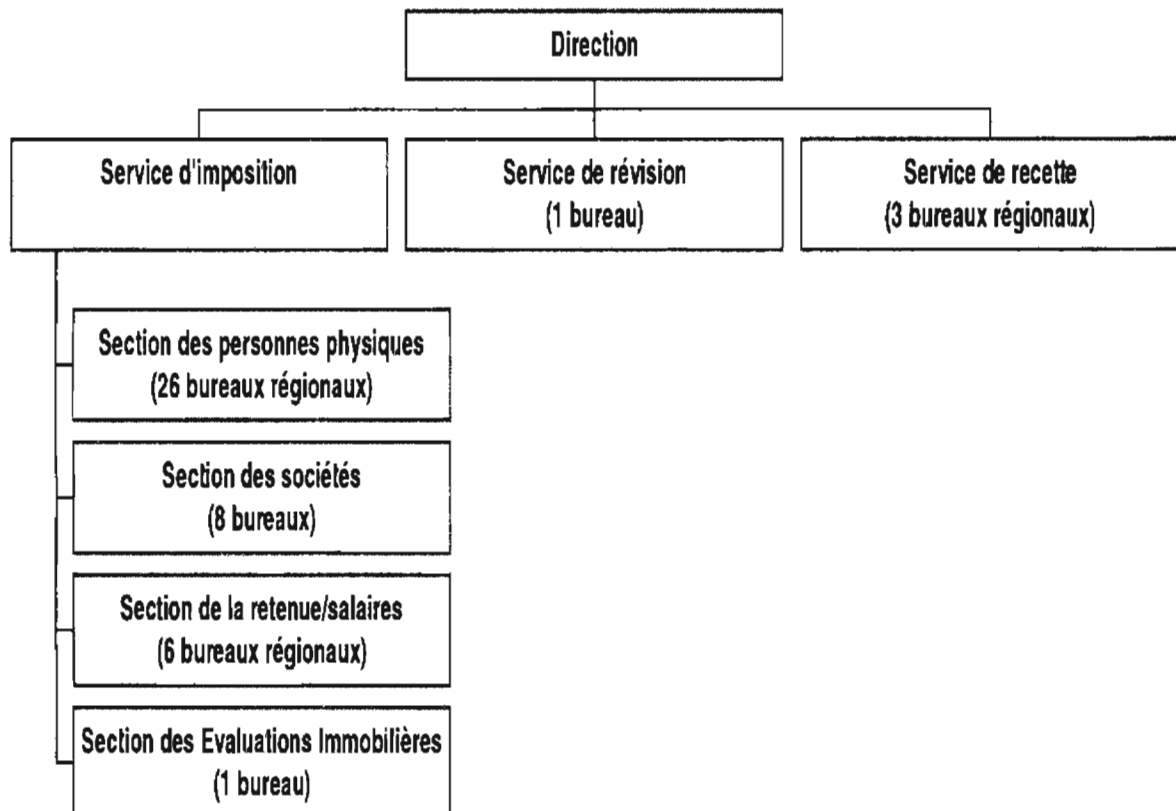 Direction
Service d'imposition
Service de révision
(1 bureau)
Service de recette
(3 bureaux régionaux)
Section des personnes physiques
(26 bureaux régionaux)
Section des sociétés
(8 bureaux)
Section de la retenue/salaires
(6 bureaux régionaux)
Section des Evaluations Immobilières
(1 bureau)